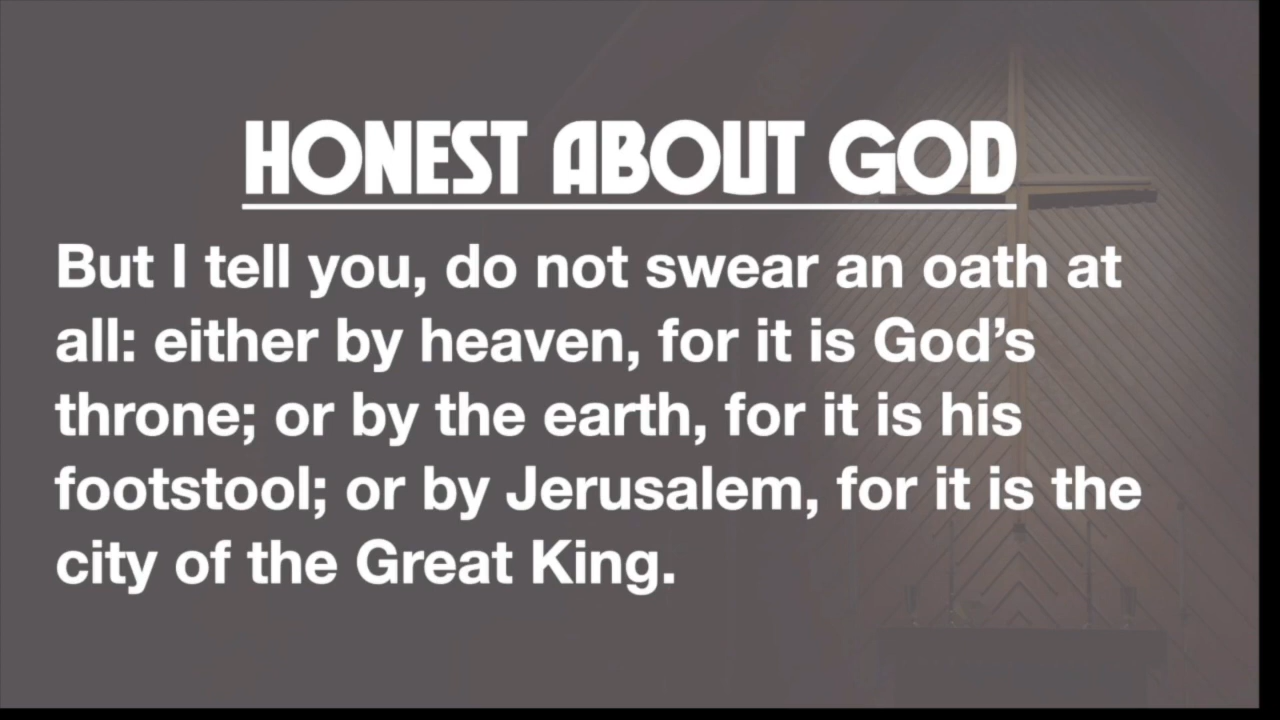 HONEST ABOUT GOD
But I tell you, do not swear an oath at
all: either by heaven, for it is God’s
throne; or by the earth, for it is his
footstool; or by Jerusalem, for it is the
city of the Great King.